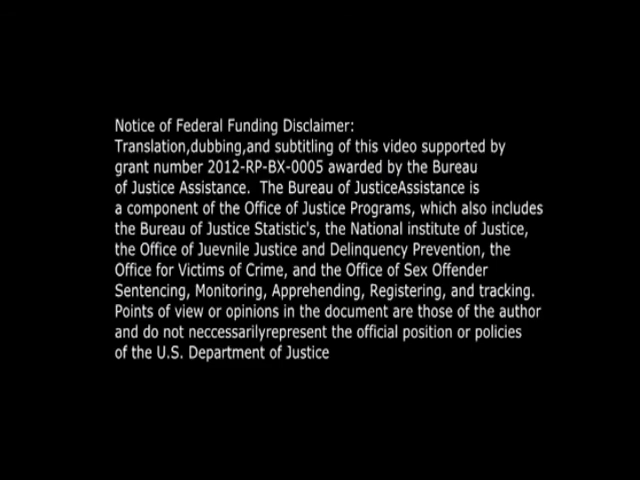 Notice of Federal Funding Disclaimer:
Translation,dubbing,and subtitling of this video supported by
grant number 2012-RP-BX-0005 awarded by the Bureau
of Justice Assistance.  The Bureau of JusticeAssistance is
a component of the Office of Justice Programs, which also includes
the Bureau of Justice Statistic's, the National institute of Justice,
the Office of Juevnile Justice and Delinquency Prevention, the
Office for Victims of Crime, and the Office of Sex Offender
Sentencing, Monitoring, Apprehending, Registering, and tracking.
Points of view or opinions in the document are those of the author
and do not neccessarilyrepresent the official position or policies
of the U.S. Department of Justice